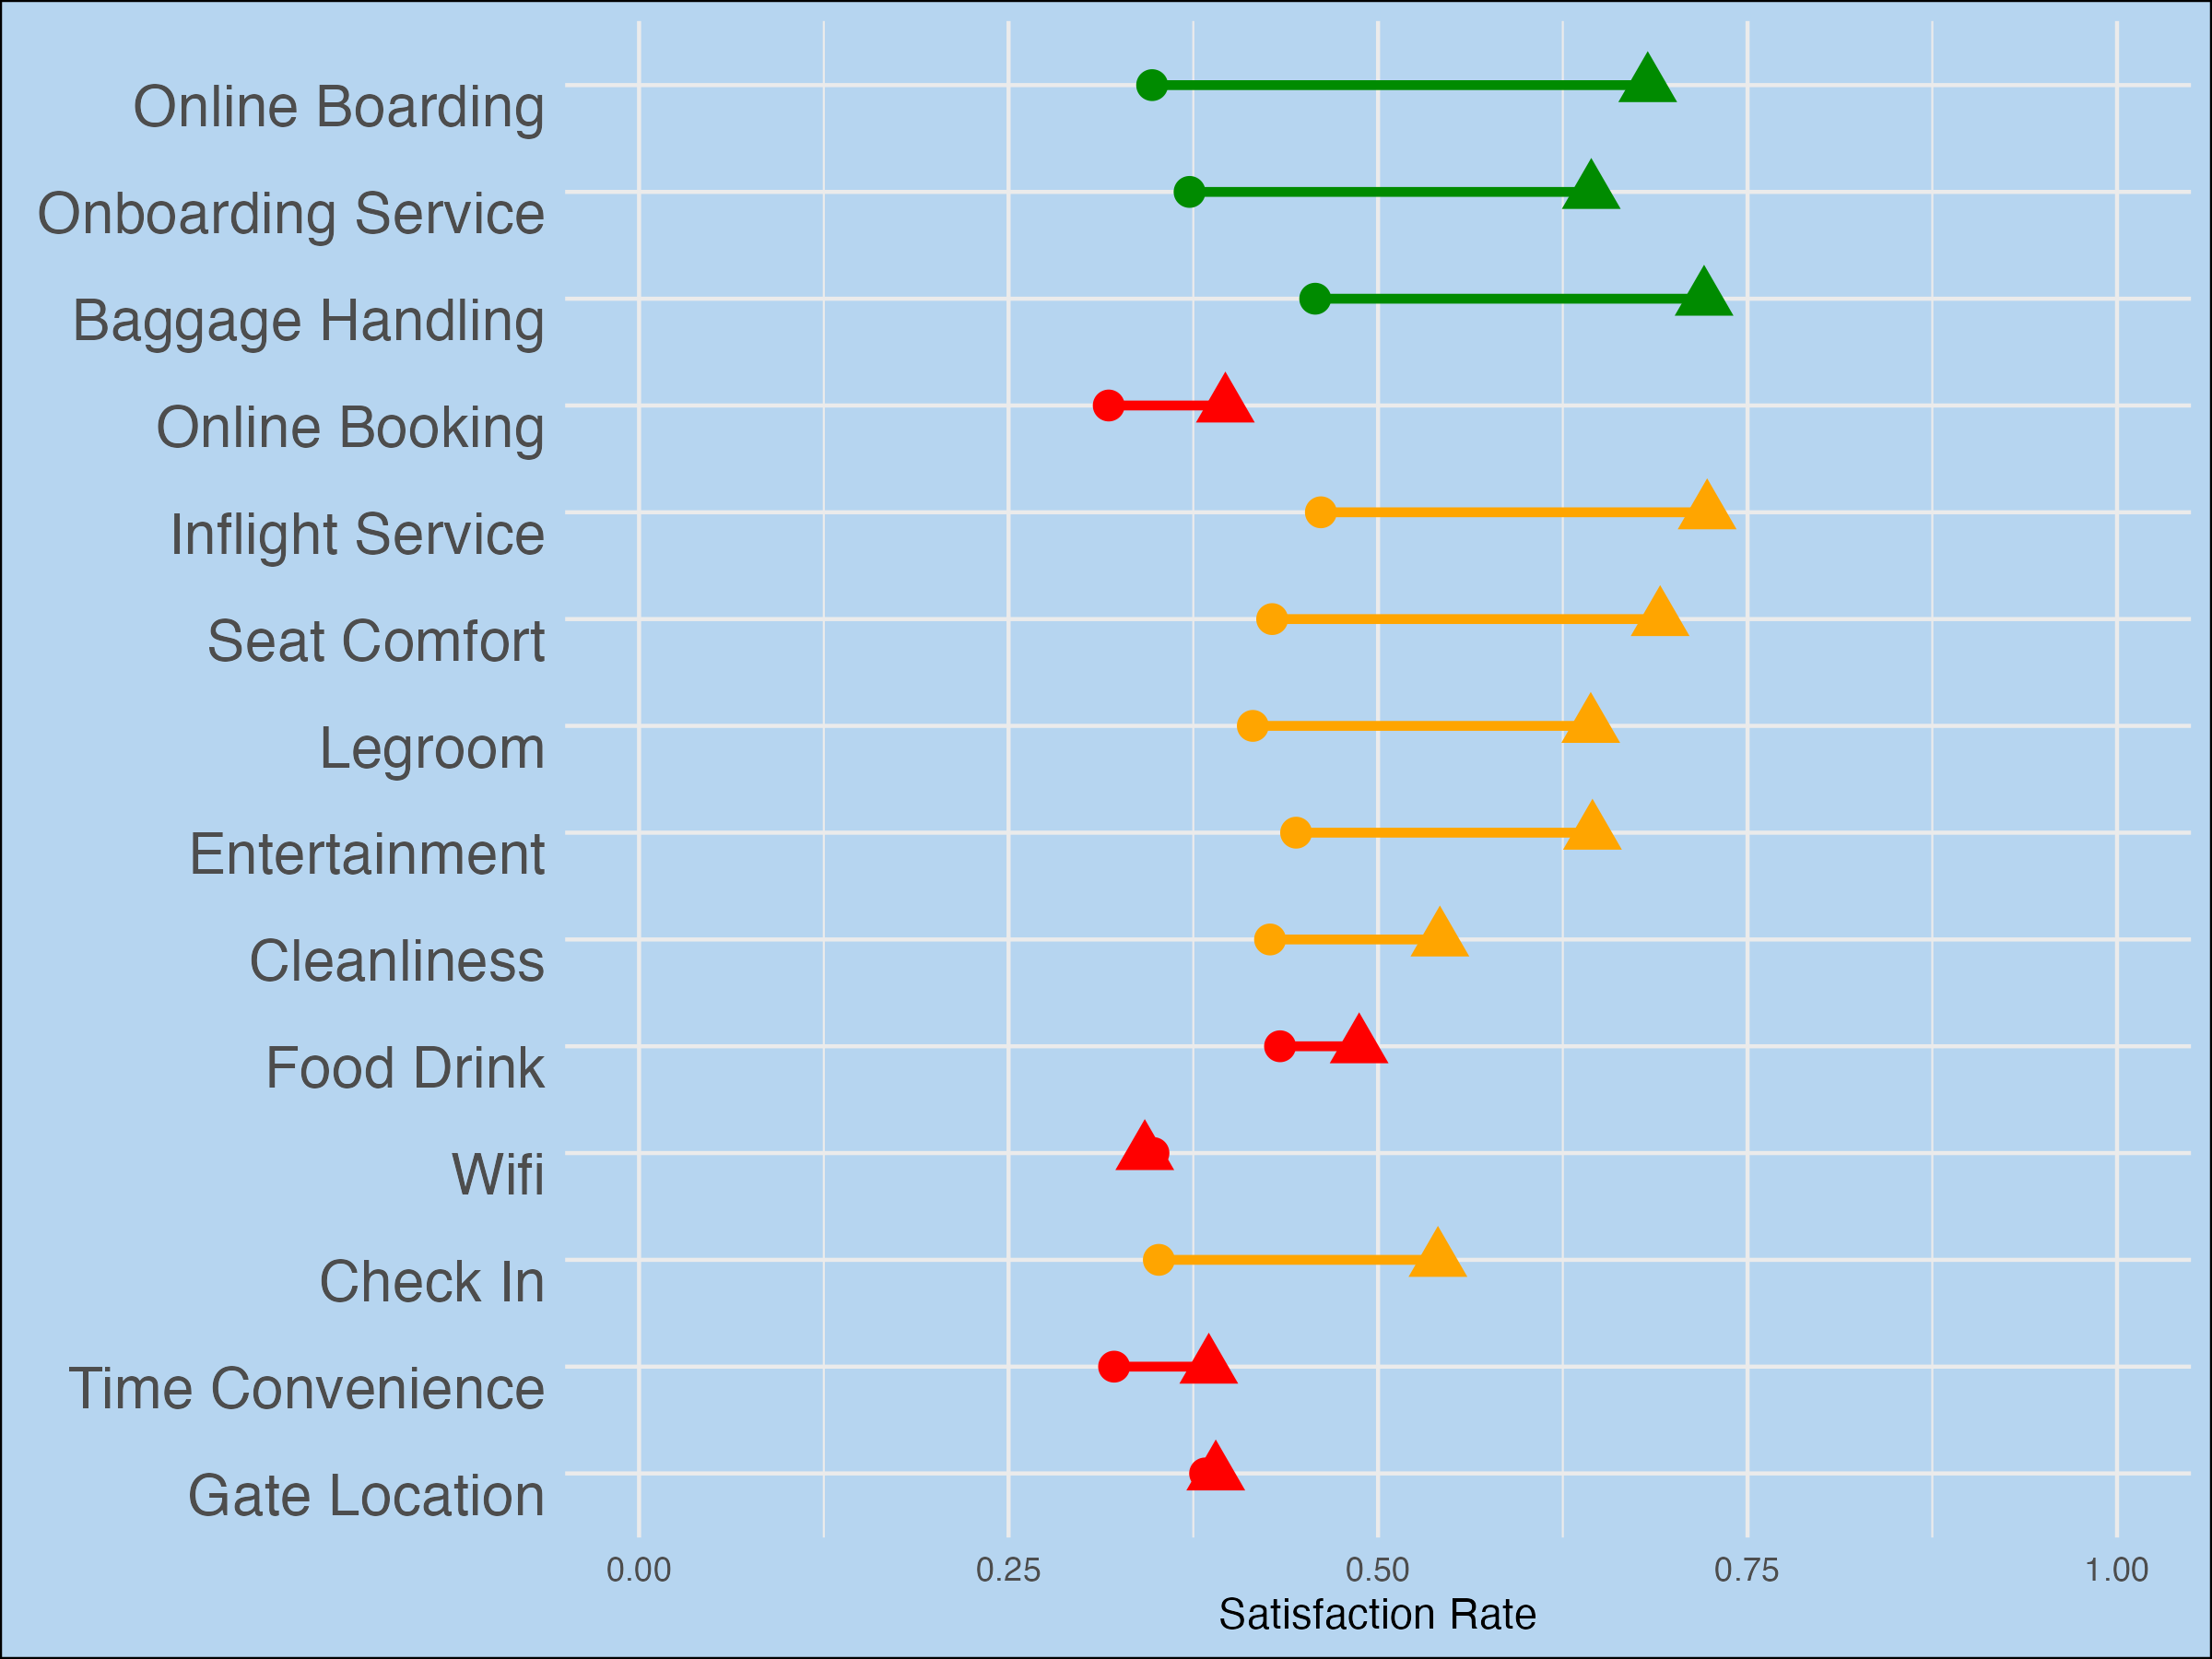 Online Boarding
Onboarding Service
Baggage Handling
Online Booking
Inflight Service
Seat Comfort
Legroom
Entertainment
Cleanliness
Food Drink
Wifi
Check In
Time Convenience
Gate Location
0.00 0.25 0.50 0.75 1.00
Satisfaction Rate